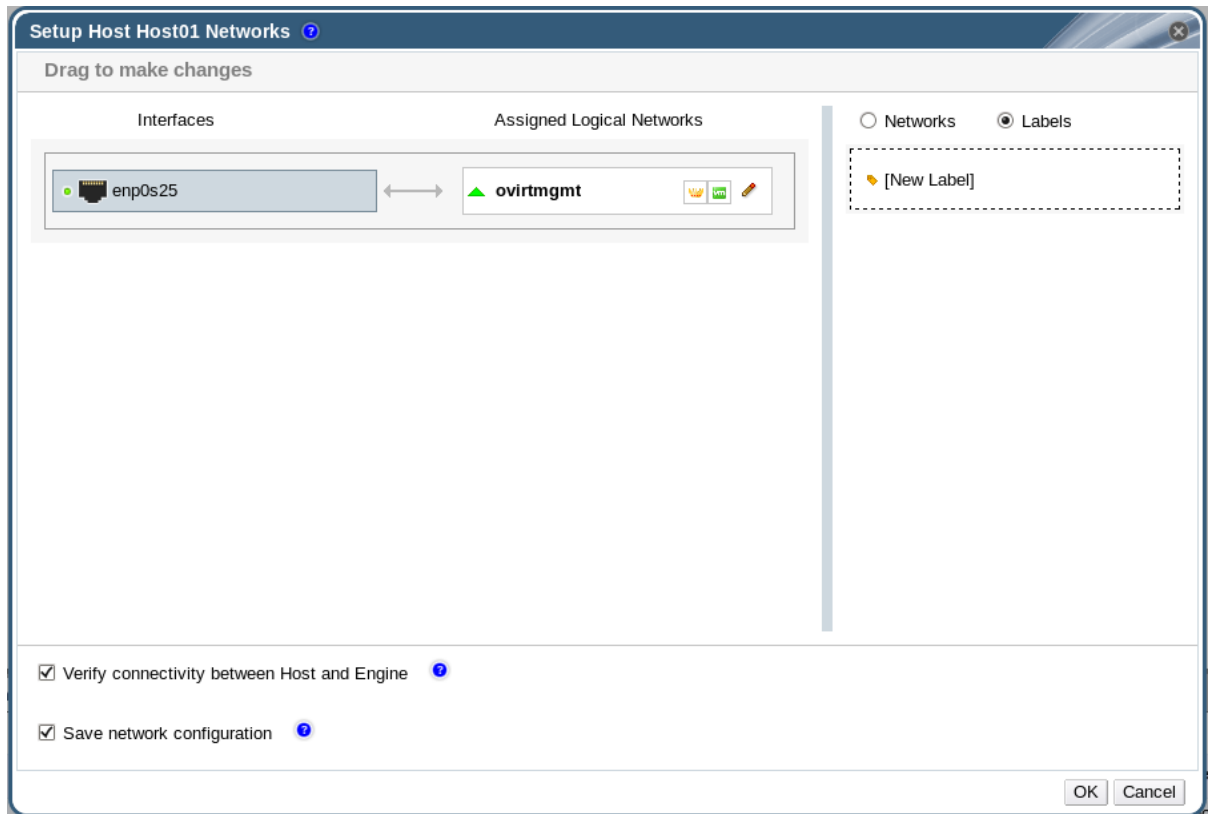 Setup Host Host01 Networks
Drag to make changes
Interfaces Assigned Logical Networks
Networks Labels
enp0s25
ovirtmgmt
vm
[New Label]
Verify connectivity between Host and Engine
Save network configuration
OK Cancel